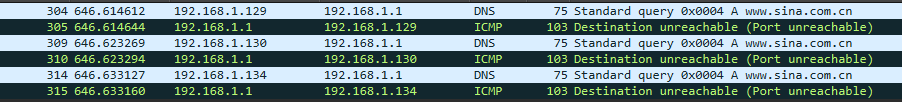 304 646.614612 192.168.1.129 192.168.1.1 DNS 75 Standard query 0x0004 A www.sina.com.cn
305 646.614644 192.168.1.1 192.168.1.129 ICMP 103 Destination unreachable (Port unreachable)
309 646.623269 192.168.1.130 192.168.1.1 DNS 75 Standard query 0x0004 A www.sina.com.cn
310 646.623294 192.168.1.1 192.168.1.130 ICMP 103 Destination unreachable (Port unreachable)
314 646.633127 192.168.1.134 192.168.1.1 DNS 75 Standard query 0x0004 A www.sina.com.cn
315 646.633160 192.168.1.1 192.168.1.134 ICMP 103 Destination unreachable (Port unreachable)